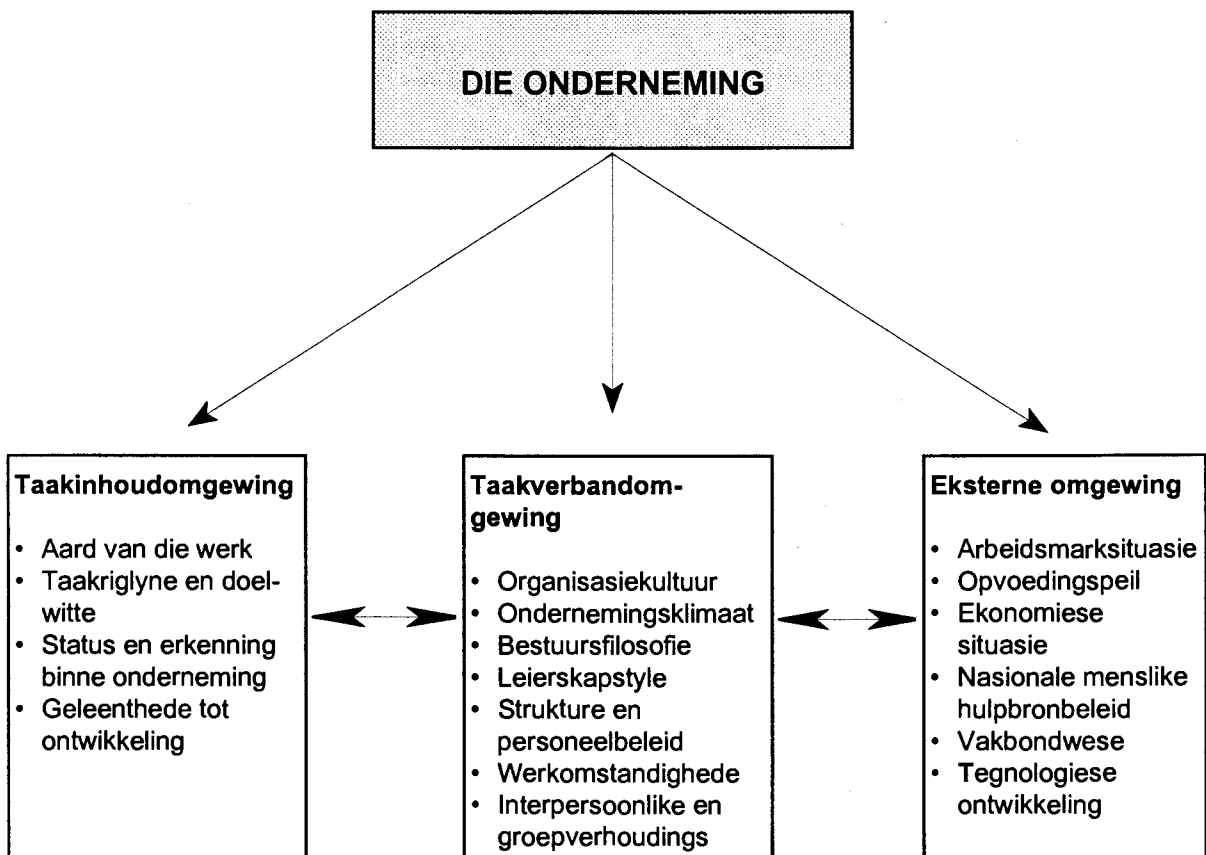 DIE ONDERNEMING
Taakinhoudomgewing
• Aard van die werk
• Taakriglyne en doel-
witte
• Status en erkenning
binne onderneming
• Geleenthede tot
ontwikkeling
Taakverbandom-
gewing
• Organisasiekultuur
• Ondernemingsklimaat
• Bestuursfilosofie
• Leierskapstyle
• Strukture en
personeelbeleid
• Werkomstandighede
• Interpersoonlike en
groepverhoudings
Eksterne omgewing
• Arbeidsmarksituasie
• Opvoedingspeil
• Ekonomiese
situasie
• Nasionale menslike
hulpbronbeleid
• Vakbondwese
• Tegnologiese
ontwikkeling